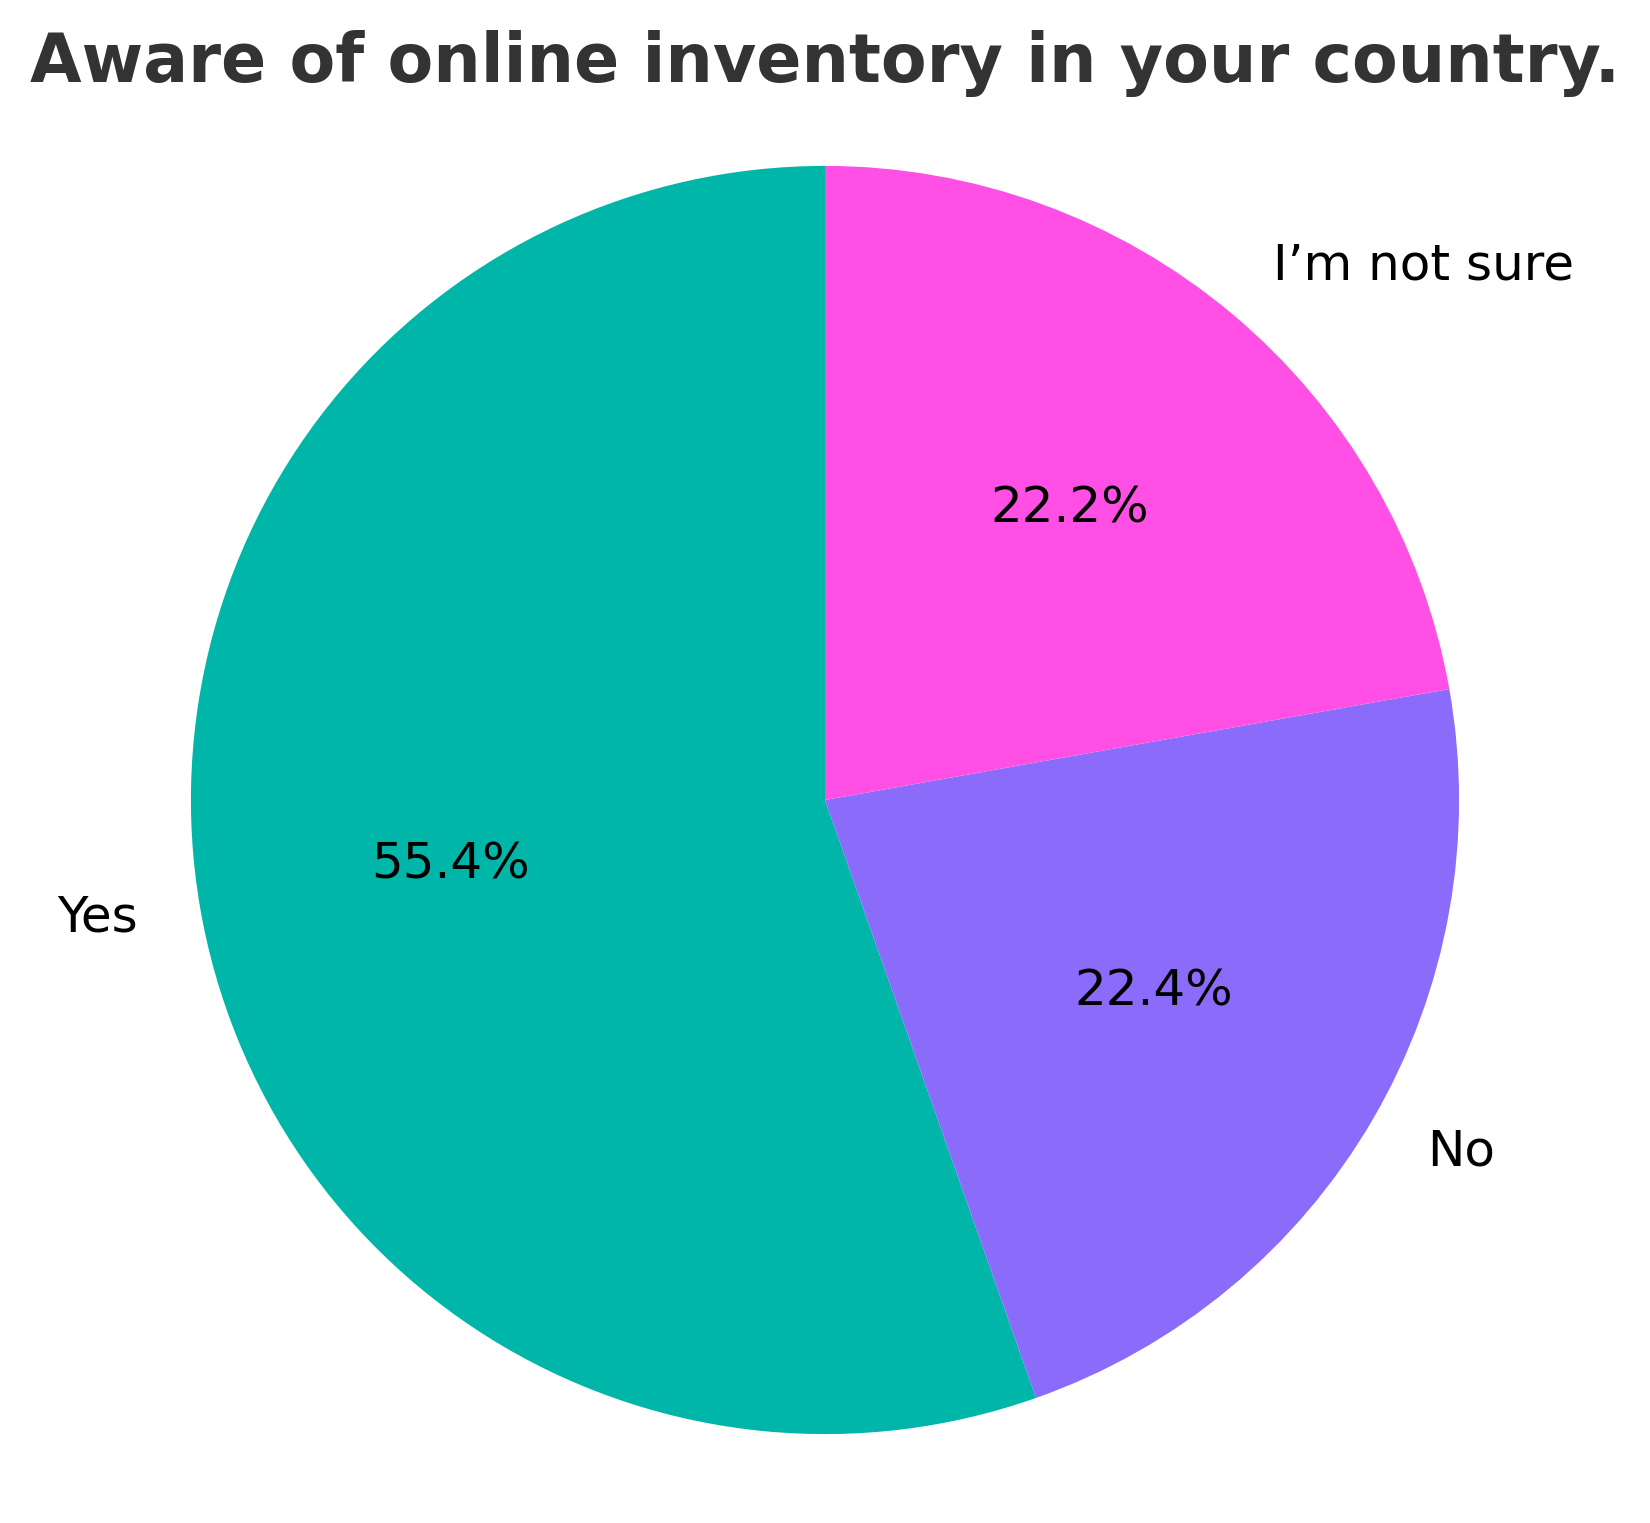 Aware of online inventory in your country.
I’m not sure
22.2%
55.4%
Yes
22.4%
No